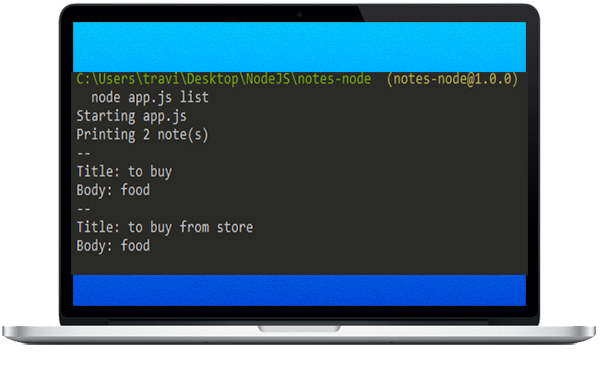 C:\Users\travi\Desktop\NodeJS\notes-node (notes-node@1.0.0)
node app.js list
Starting app.js
Printing 2 note(s)
--
Title: to buy
Body: food
--
Title: to buy from store
Body: food